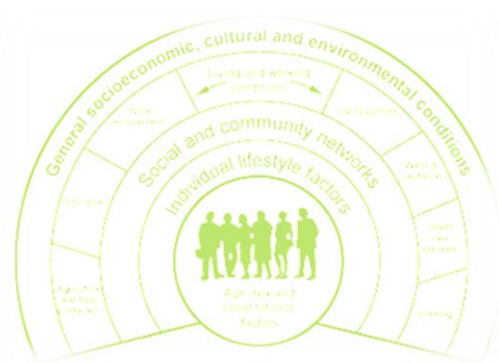 General socioeconomic, cultural and environmental conditions
Living and working
conditions
Work
environment
Unemployment
Social and community networks
Water &
sanitation
Individual lifestyle factors
Education
Health
care
services
Agriculture
and food
production
Housing
Age, sex and
constitutional
factors